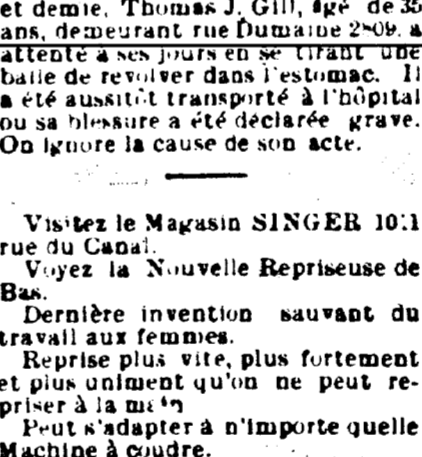 et demie, Thomas J. Gill, âgé de 35
ans, demeurant rue Dumaine 2809, a
attenté à ses jours en se tirant une
balle de revolver dans l'estomac. Il
a été aussitôt transporté à l'hôpital
ou sa blessure a été déclarée grave.
On ignore la cause de son acte.
Visitez le Magasin SINGER
rue du Canal.
Voyez la Nouvelle Repriseuse de
Bas.
Dernière invention sauvant du
travail aux femmes.
Reprise plus vite, plus fortement
et plus uniment qu'on ne peut re-
priser à la main
Peut s'adapter à n'importe quelle
Machine à coudre.